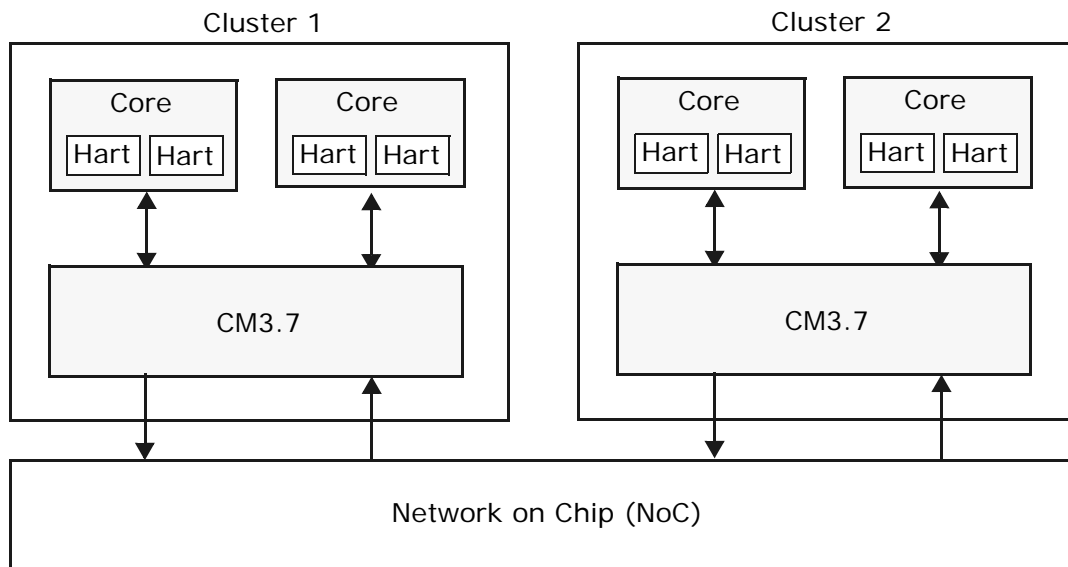 Cluster 1
Cluster 2
Core
Core
Core
Core
Hart Hart
Hart Hart
Hart Hart
Hart Hart
CM3.7
CM3.7
Network on Chip (NoC)